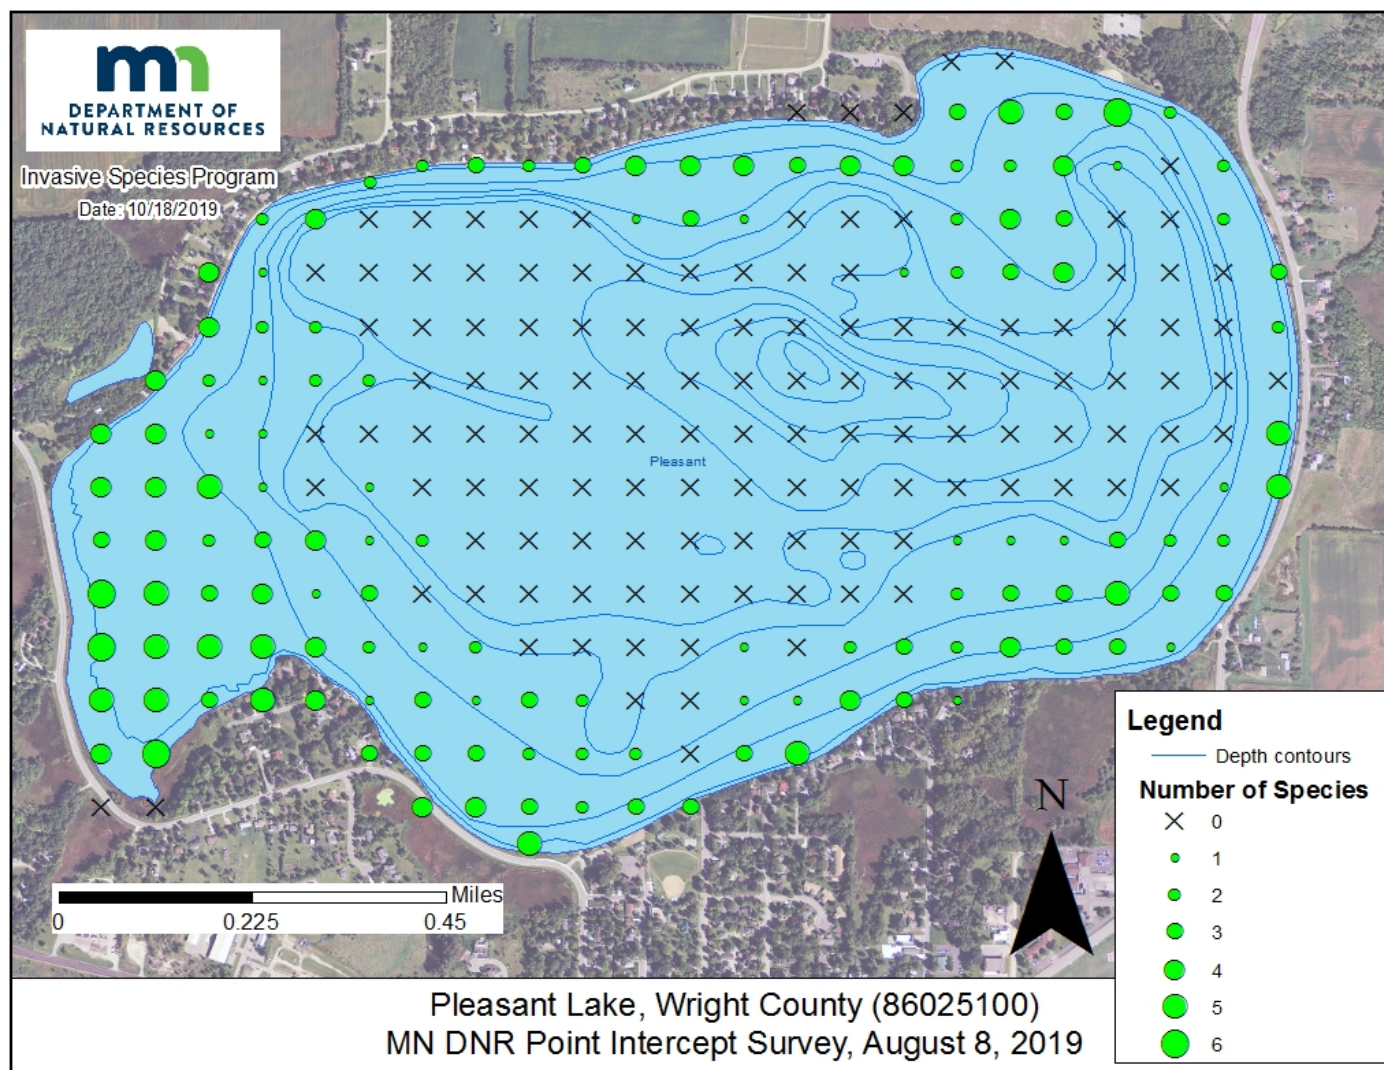 mn
DEPARTMENT OF
NATURAL RESOURCES
Invasive Species Program
Date: 10/18/2019
Pleasant
N
Miles
0 0.225 0.45
Legend
Depth contours
Number of Species
0
1
2
3
4
5
6
Pleasant Lake, Wright County (86025100)
MN DNR Point Intercept Survey, August 8, 2019